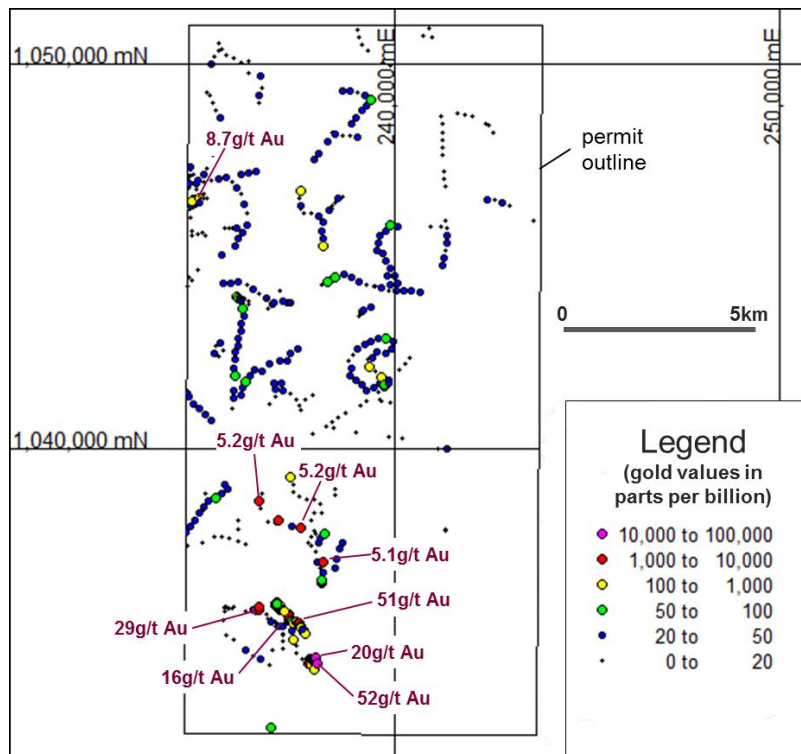 1,050,000 mN
240,000 mE
250,000 mE
permit
outline
8.7g/t Au
0 5km
1,040,000 mN
5.2g/t Au
5.2g/t Au
5.1g/t Au
51g/t Au
29g/t Au
16g/t Au
20g/t Au
52g/t Au
Legend
(gold values in
parts per billion)
10,000 to 100,000
1,000 to 10,000
100 to 1,000
50 to 100
20 to 50
0 to 20